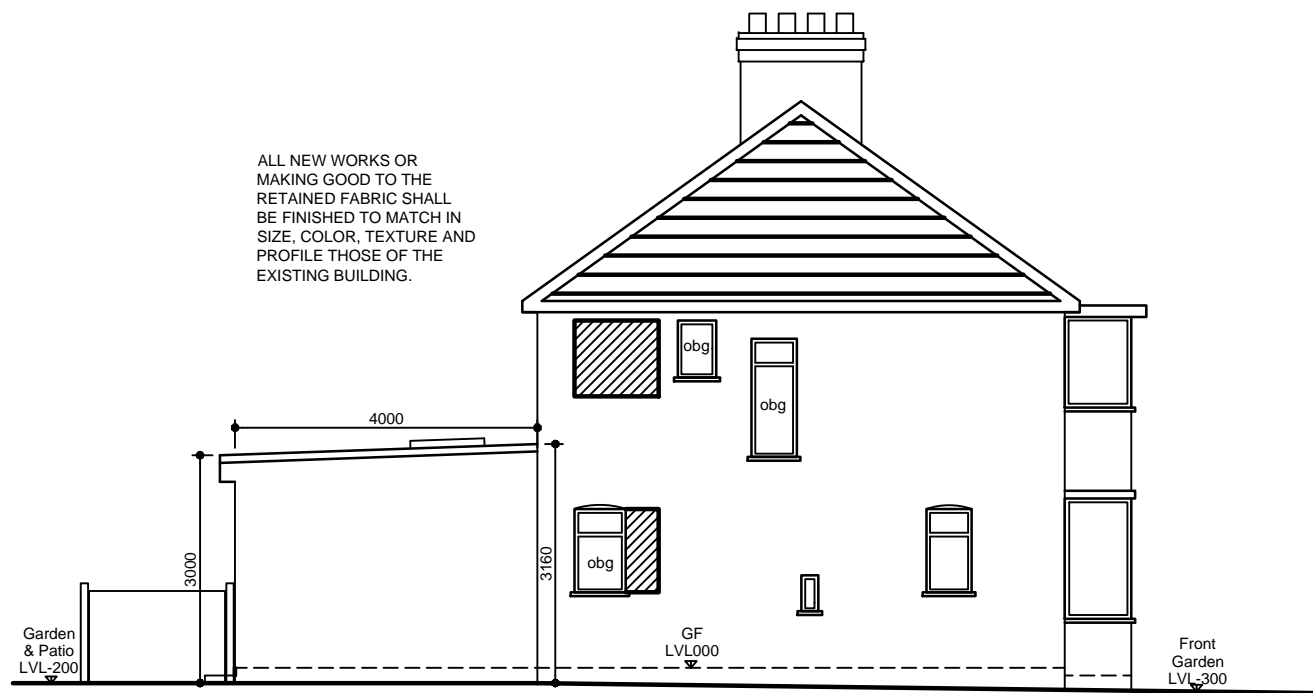 ALL NEW WORKS OR
MAKING GOOD TO THE
RETAINED FABRIC SHALL
BE FINISHED TO MATCH IN
SIZE, COLOR, TEXTURE AND
PROFILE THOSE OF THE
EXISTING BUILDING.
obg
obg
4000
3000
3160
obg
Garden
& Patio
LVL-200
GF
LVL000
Front
Garden
LVL-300